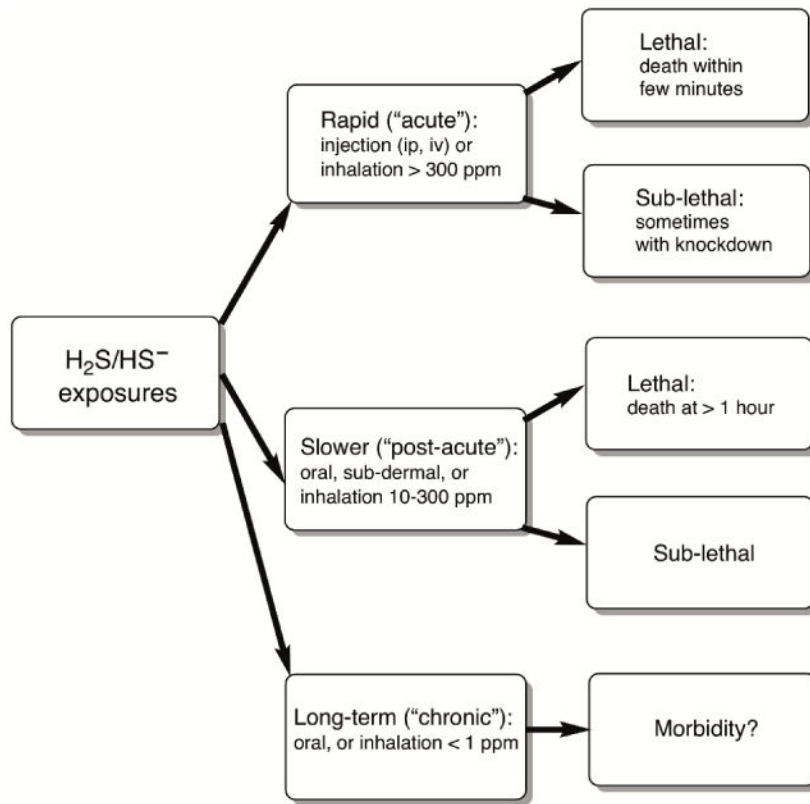 H₂S/HS⁻
exposures
Rapid (“acute”):
injection (ip, iv) or
inhalation > 300 ppm
Lethal:
death within
few minutes
Sub-lethal:
sometimes
with knockdown
Slower (“post-acute”):
oral, sub-dermal, or
inhalation 10-300 ppm
Lethal:
death at > 1 hour
Sub-lethal
Long-term (“chronic”):
oral, or inhalation < 1 ppm
Morbidity?